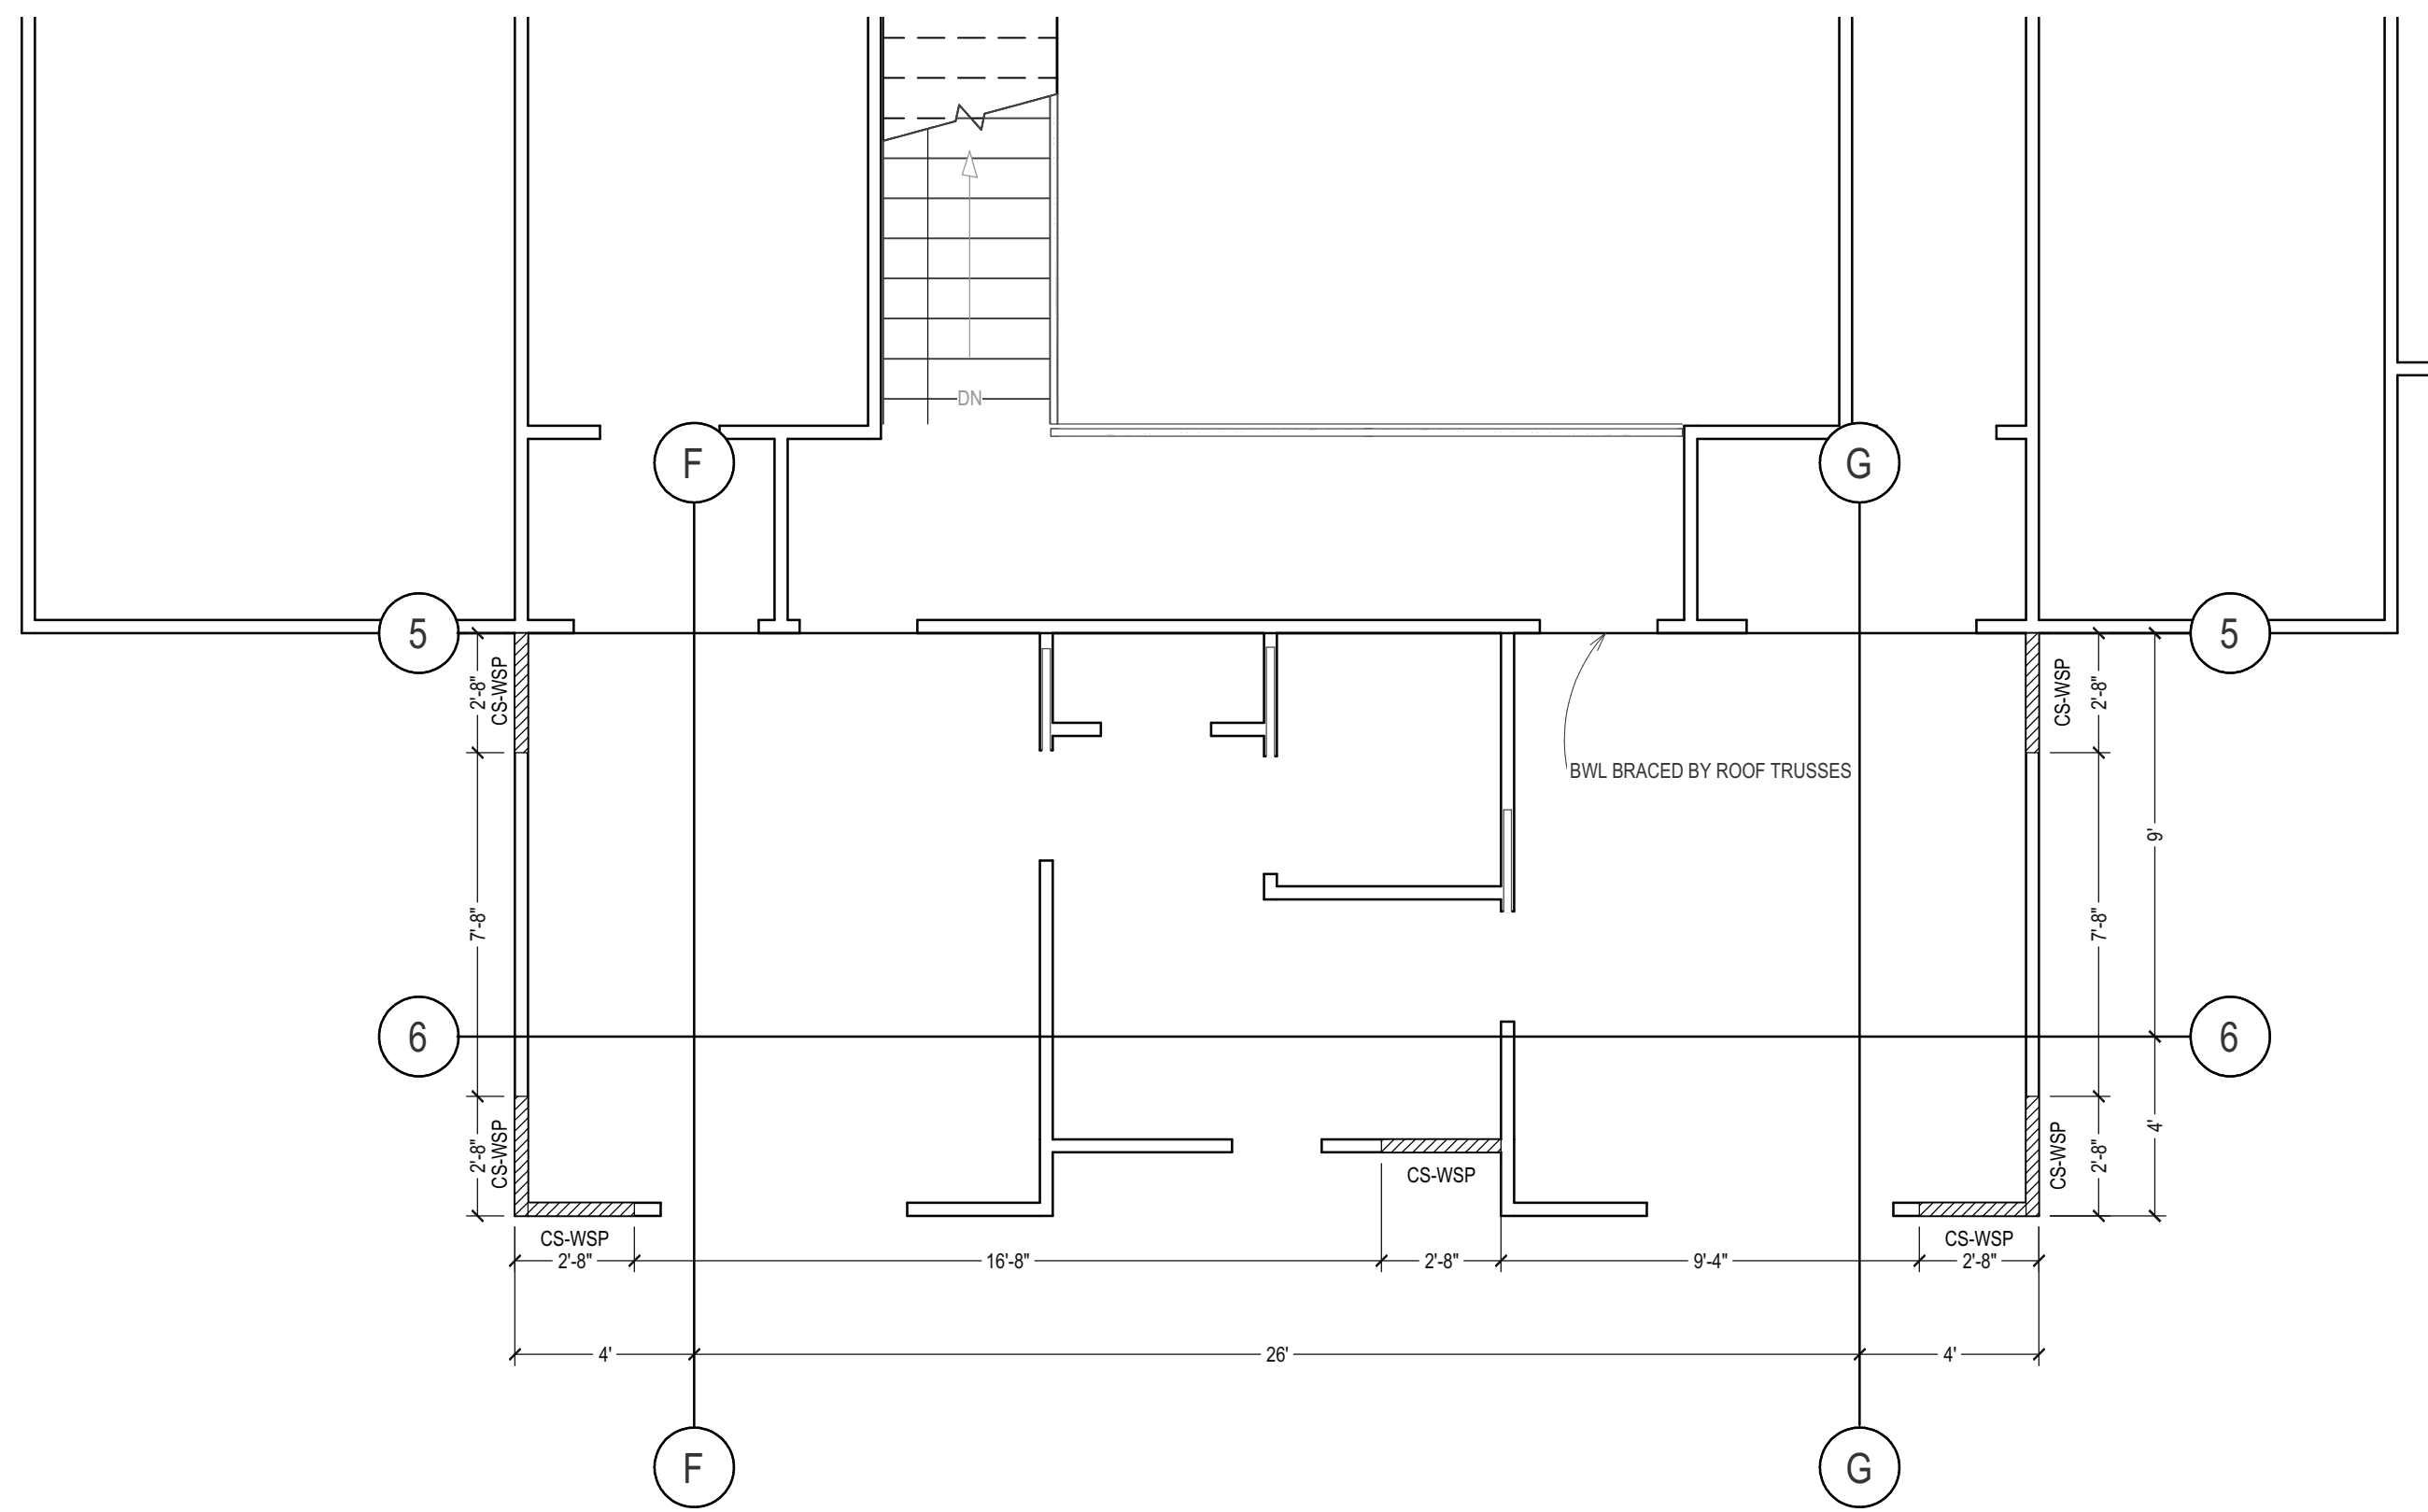 DN
F
G
5
5
2'-8"
CS-WSP
CS-WSP
2'-8"
BWL BRACED BY ROOF TRUSSES
9'
7'-8"
7'-8"
6
6
2'-8"
CS-WSP
CS-WSP
2'-8"
4'
CS-WSP
CS-WSP
CS-WSP
2'-8"
16'-8"
2'-8"
9'-4"
2'-8"
4'
26'
4'
F
G